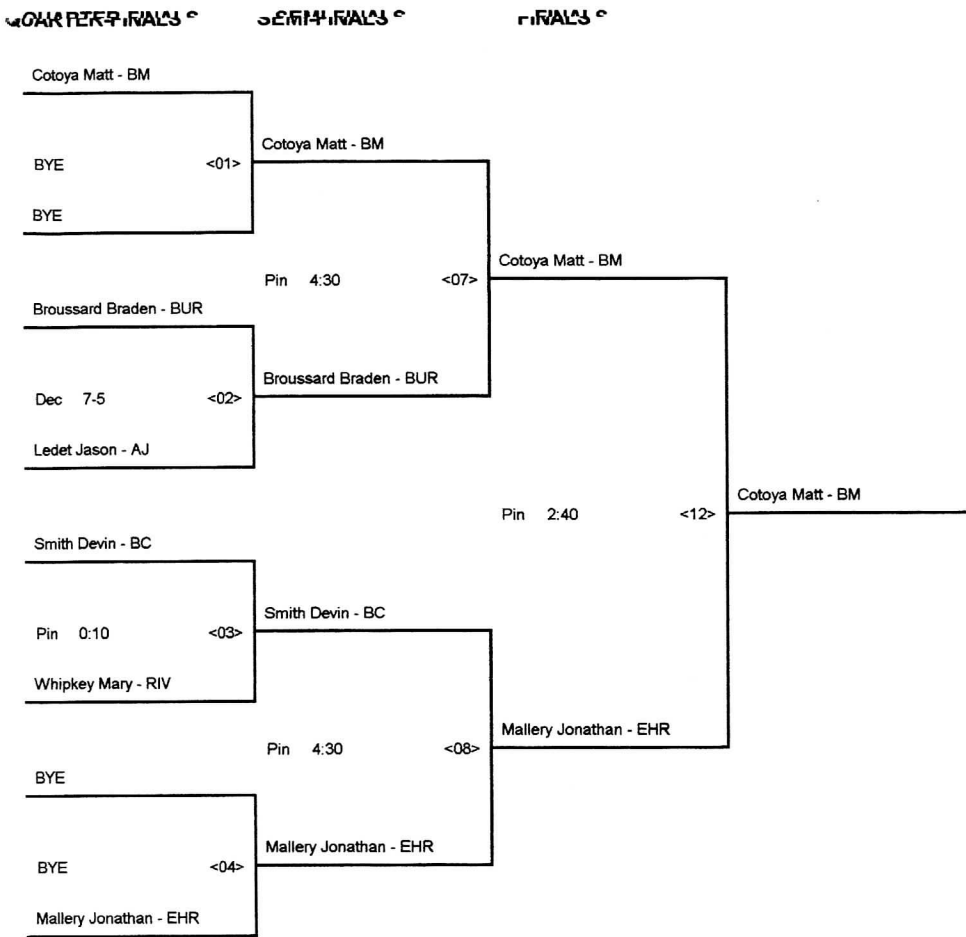 Cotoya Matt - BM
BYE <01>
BYE
Broussard Braden - BUR
Dec 7-5 <02>
Ledet Jason - AJ
Smith Devin - BC
Pin 0:10 <03>
Whipkey Mary - RIV
BYE
BYE <04>
Mallery Jonathan - EHR
Cotoya Matt - BM
Pin 4:30 <07>
Broussard Braden - BUR
Smith Devin - BC
Pin 4:30 <08>
Mallery Jonathan - EHR
Cotoya Matt - BM
Pin 2:40 <12>
Mallery Jonathan - EHR
Cotoya Matt - BM